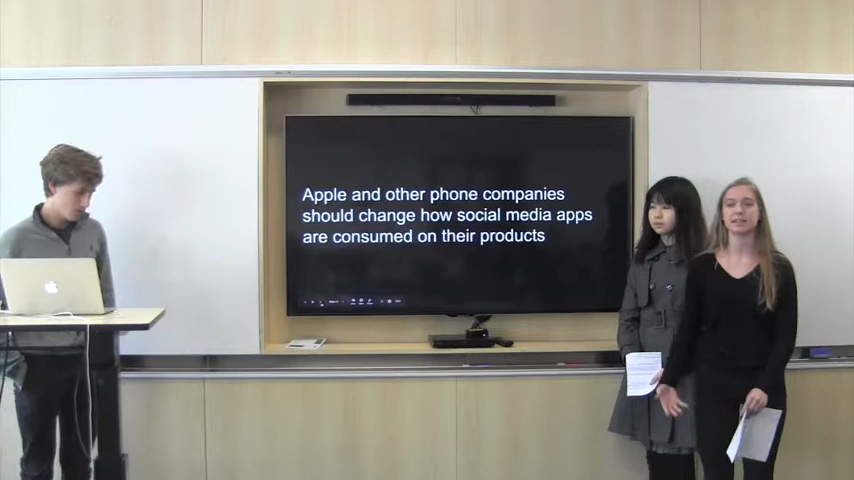 Apple and other phone companies
should change how social media apps
are consumed on their products